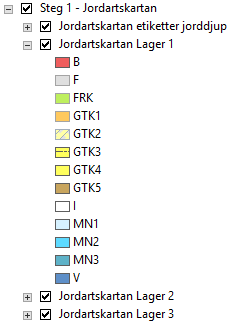 Steg 1 - Jordartskartan
Jordartskartan etiketter jorddjup
Jordartskartan Lager 1
B
F
FRK
GTK1
GTK2
GTK3
GTK4
GTK5
I
MN1
MN2
MN3
V
Jordartskartan Lager 2
Jordartskartan Lager 3